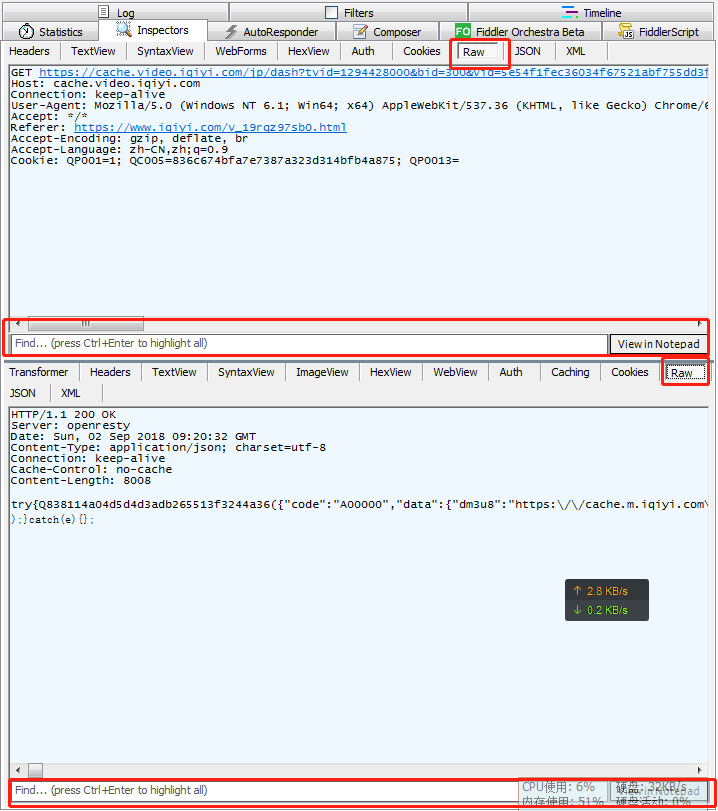 Log Filters Timeline
Statistics Inspectors AutoResponder Composer FO Fiddler Orchestra Beta JS FiddlerScript
Headers TextView SyntaxView WebForms HexView Auth Cookies Raw JSON XML
GET https://cache.video.iqiyi.com/jp/dash?tvid=1294428000&bid=300&vid=5e54f1fec36034f67521abf755dd3f
Host: cache.video.iqiyi.com
Connection: keep-alive
User-Agent: Mozilla/5.0 (Windows NT 6.1; Win64; x64) AppleWebKit/537.36 (KHTML, like Gecko) Chrome/6
Accept: */*
Referer: https://www.iqiyi.com/v_19rqz97sb0.html
Accept-Encoding: gzip, deflate, br
Accept-Language: zh-CN,zh;q=0.9
Cookie: QP001=1; QC005=836c674bfa7e7387a323d314bfb4a875; QP0013=
Find... (press Ctrl+Enter to highlight all) View in Notepad
Transformer Headers TextView SyntaxView ImageView HexView WebView Auth Caching Cookies Raw
JSON XML
HTTP/1.1 200 OK
Server: openresty
Date: Sun, 02 Sep 2018 09:20:32 GMT
Content-Type: application/json; charset=utf-8
Connection: keep-alive
Cache-Control: no-cache
Content-Length: 8008
try{Q838114a04d5d4d3adb265513f3244a36({"code":"A00000","data":{"dm3u8":"https:\/\/cache.m.iqiyi.com\
);}catch(e){};
↑ 2.8 KB/s
↓ 0.2 KB/s
Find... (press Ctrl+Enter to highlight all) View in Notepad
CPU使用: 6% 硬盘: 32KB/s
内存使用: 51% 硬盘活动: 0%